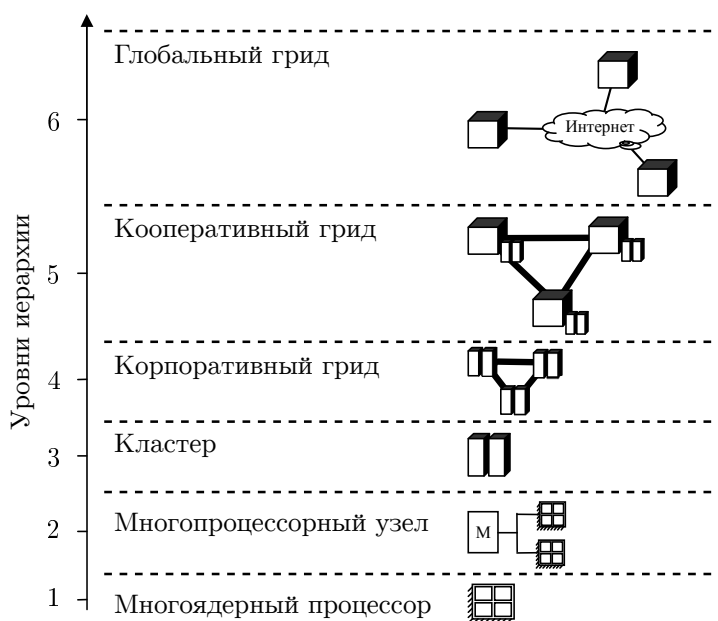 Глобальный грид
6
Интернет
Кооперативный грид
5
Уровни иерархии
Корпоративный грид
4
Кластер
3
Многопроцессорный узел
2
М
Многоядерный процессор
1